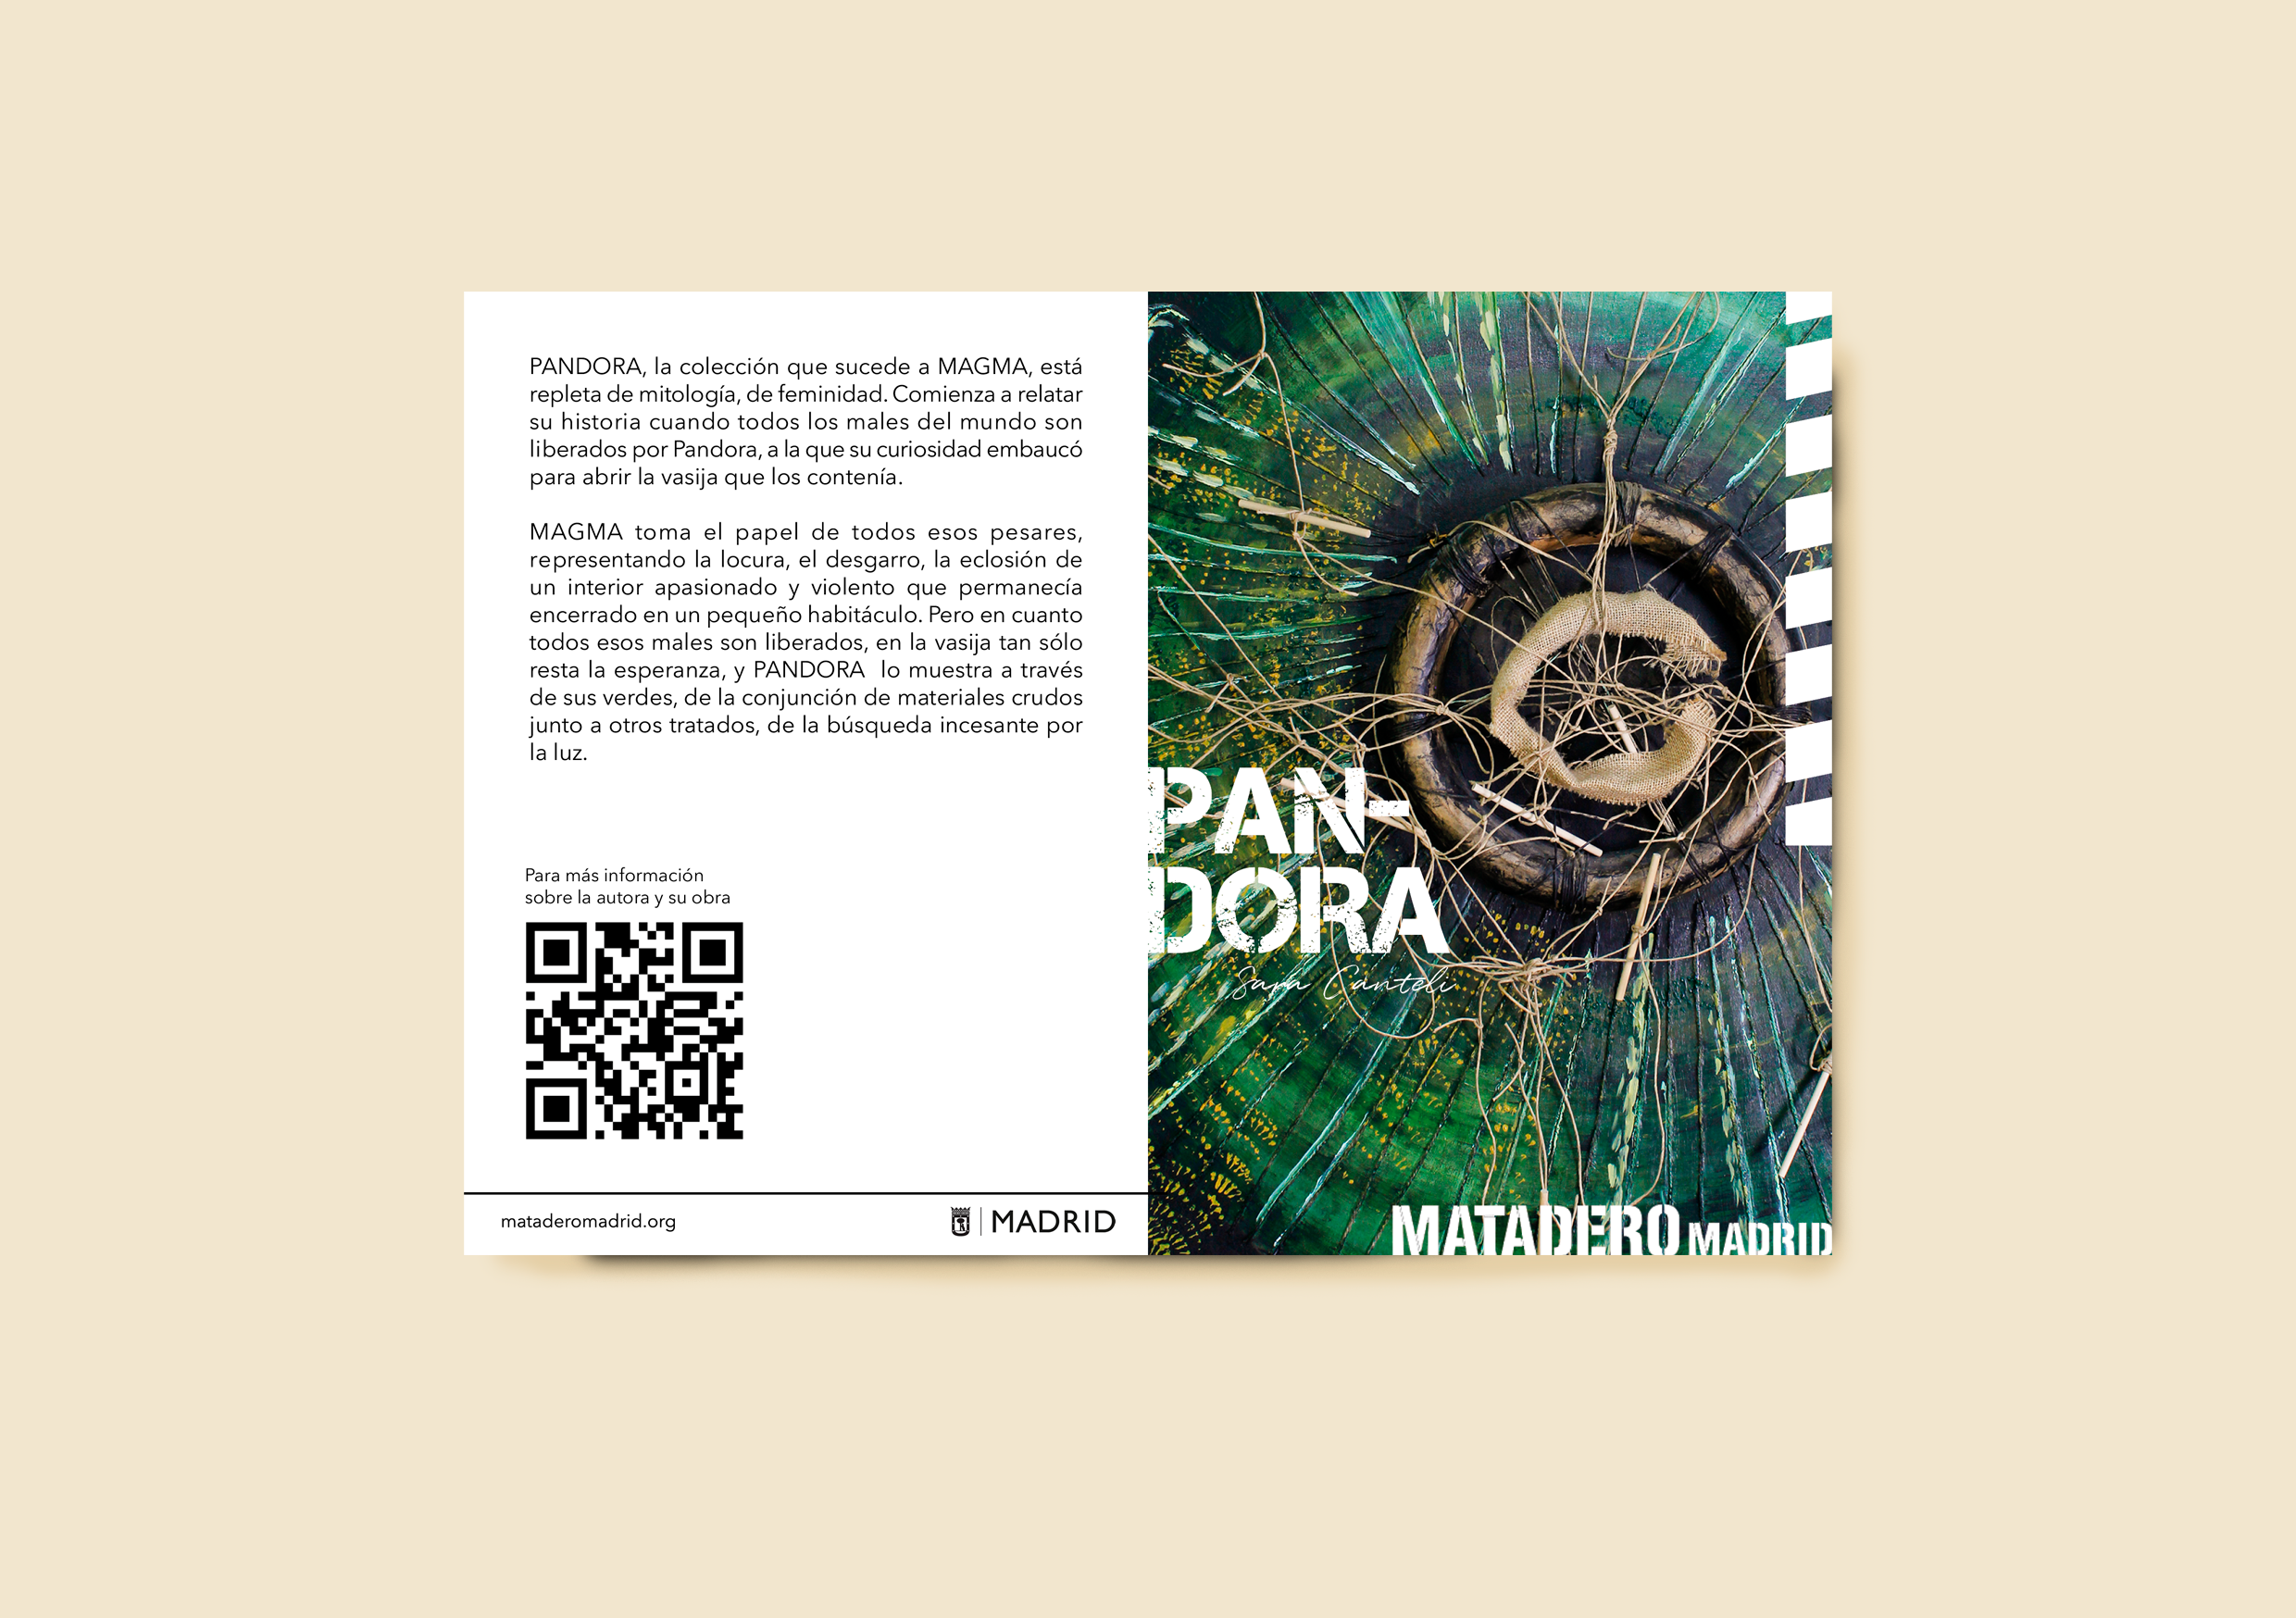 PANDORA, la colección que sucede a MAGMA, está
repleta de mitología, de feminidad. Comienza a relatar
su historia cuando todos los males del mundo son
liberados por Pandora, a la que su curiosidad embaucó
para abrir la vasija que los contenía.
MAGMA toma el papel de todos esos pesares,
representando la locura, el desgarro, la eclosión de
un interior apasionado y violento que permanecía
encerrado en un pequeño habitáculo. Pero en cuanto
todos esos males son liberados, en la vasija tan sólo
resta la esperanza, y PANDORA  lo muestra a través
de sus verdes, de la conjunción de materiales crudos
junto a otros tratados, de la búsqueda incesante por
la luz.
Para más información
sobre la autora y su obra
mataderomadrid.org
MADRID
PAN-
DORA
Sara Canteli
MATADERO MADRID